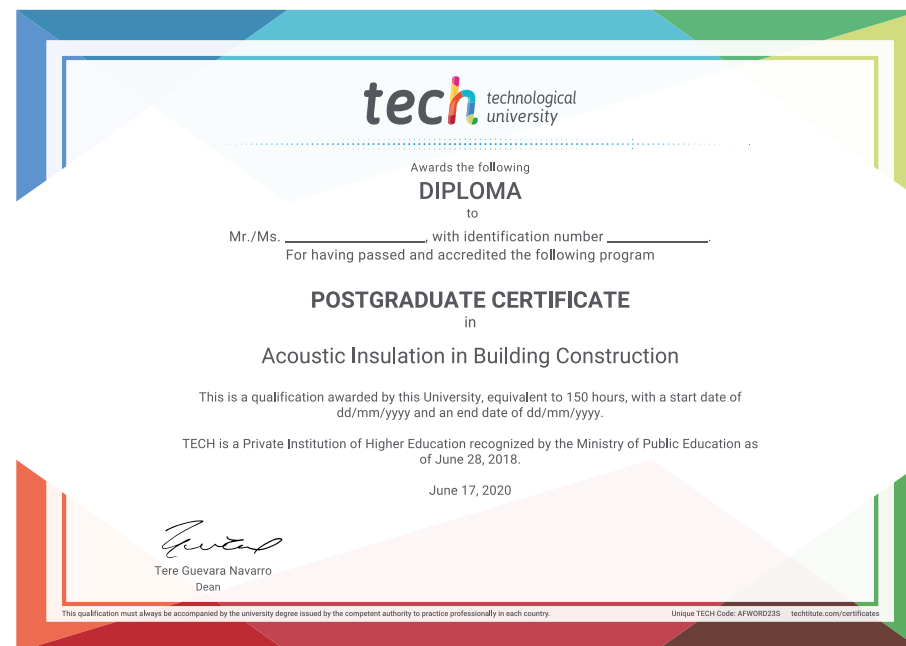 tech technological
university
Awards the following
DIPLOMA
to
Mr./Ms. ____________________, with identification number ______________.
For having passed and accredited the following program
POSTGRADUATE CERTIFICATE
in
Acoustic Insulation in Building Construction
This is a qualification awarded by this University, equivalent to 150 hours, with a start date of
dd/mm/yyyy and an end date of dd/mm/yyyy.
TECH is a Private Institution of Higher Education recognized by the Ministry of Public Education as
of June 28, 2018.
June 17, 2020
Tere Guevara Navarro
Dean
This qualification must always be accompanied by the university degree issued by the competent authority to practice professionally in each country. Unique TECH Code: AFWORD23S techtitute.com/certificates